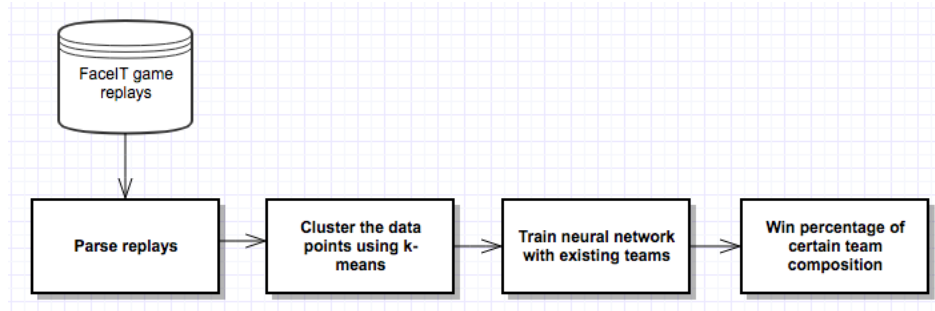 FaceIT game
replays
Parse replays
Cluster the data
points using k-
means
Train neural network
with existing teams
Win percentage of
certain team
composition